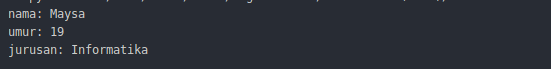 nama: Maysa
umur: 19
jurusan: Informatika